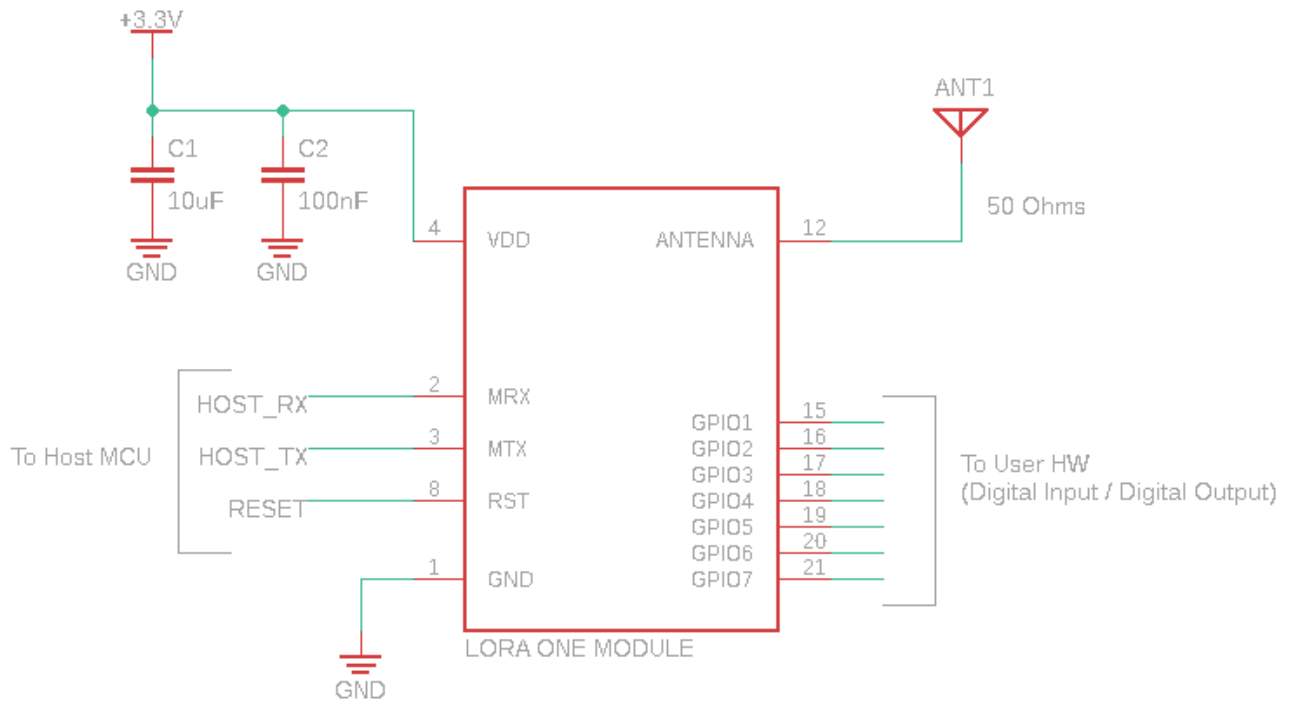 +3.3V
C1
10uF
GND
C2
100nF
GND
ANT1
50 Ohms
4
VDD
ANTENNA
12
To Host MCU
HOST_RX
2
MRX
HOST_TX
3
MTX
RESET
8
RST
1
GND
GND
GPIO1
15
GPIO2
16
GPIO3
17
GPIO4
18
GPIO5
19
GPIO6
20
GPIO7
21
To User HW
(Digital Input / Digital Output)
LORA ONE MODULE